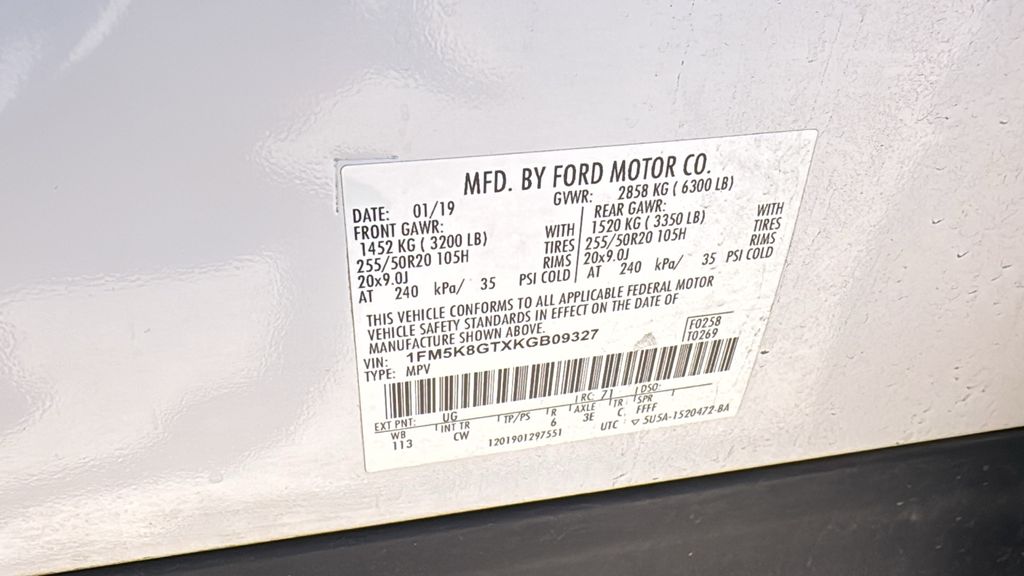 MFD. BY FORD MOTOR CO.
DATE: 01/19 GVWR: 2858 KG ( 6300 LB)
FRONT GAWR: REAR GAWR:
1452 KG ( 3200 LB) WITH 1520 KG ( 3350 LB) WITH
255/50R20 105H TIRES 255/50R20 105H TIRES
20x9.0J RIMS 20x9.0J RIMS
AT 240 kPa/ 35 PSI COLD AT 240 kPa/ 35 PSI COLD
THIS VEHICLE CONFORMS TO ALL APPLICABLE FEDERAL MOTOR
VEHICLE SAFETY STANDARDS IN EFFECT ON THE DATE OF
MANUFACTURE SHOWN ABOVE.
VIN: 1FM5K8GTXKGB09327 F0258
TYPE: MPV T0269
EXT PNT: UG RC: 71 DSO:
WB INT TR TP/PS R AXLE TR SPR
113 CW 6 3E C. FFFF
1201901297551 UTC ▽ 5U5A-1520472-BA